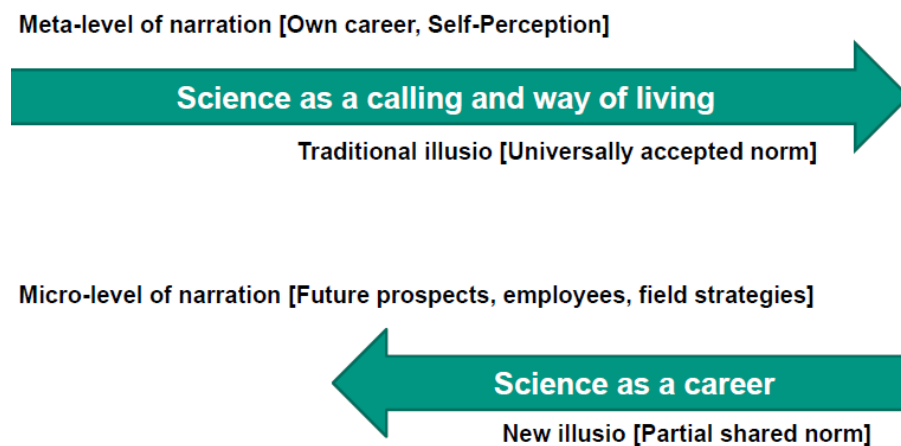 Meta-level of narration [Own career, Self-Perception]
Science as a calling and way of living
Traditional illusio [Universally accepted norm]
Micro-level of narration [Future prospects, employees, field strategies]
Science as a career
New illusio [Partial shared norm]